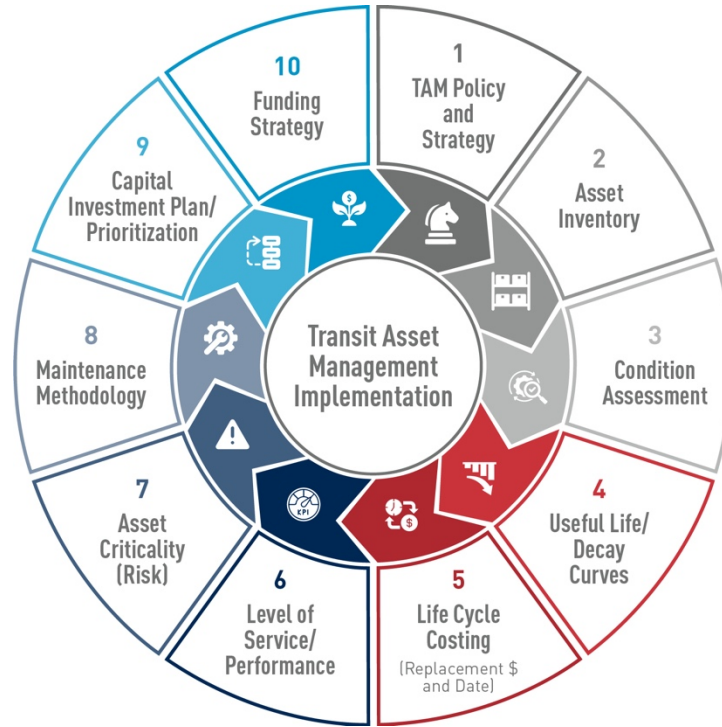 Transit Asset
Management
Implementation
1
TAM Policy
and
Strategy
2
Asset
Inventory
3
Condition
Assessment
4
Useful Life/
Decay
Curves
5
Life Cycle
Costing
(Replacement $
and Date)
6
Level of
Service/
Performance
7
Asset
Criticality
(Risk)
8
Maintenance
Methodology
9
Capital
Investment Plan/
Prioritization
10
Funding
Strategy
$
$
KPI